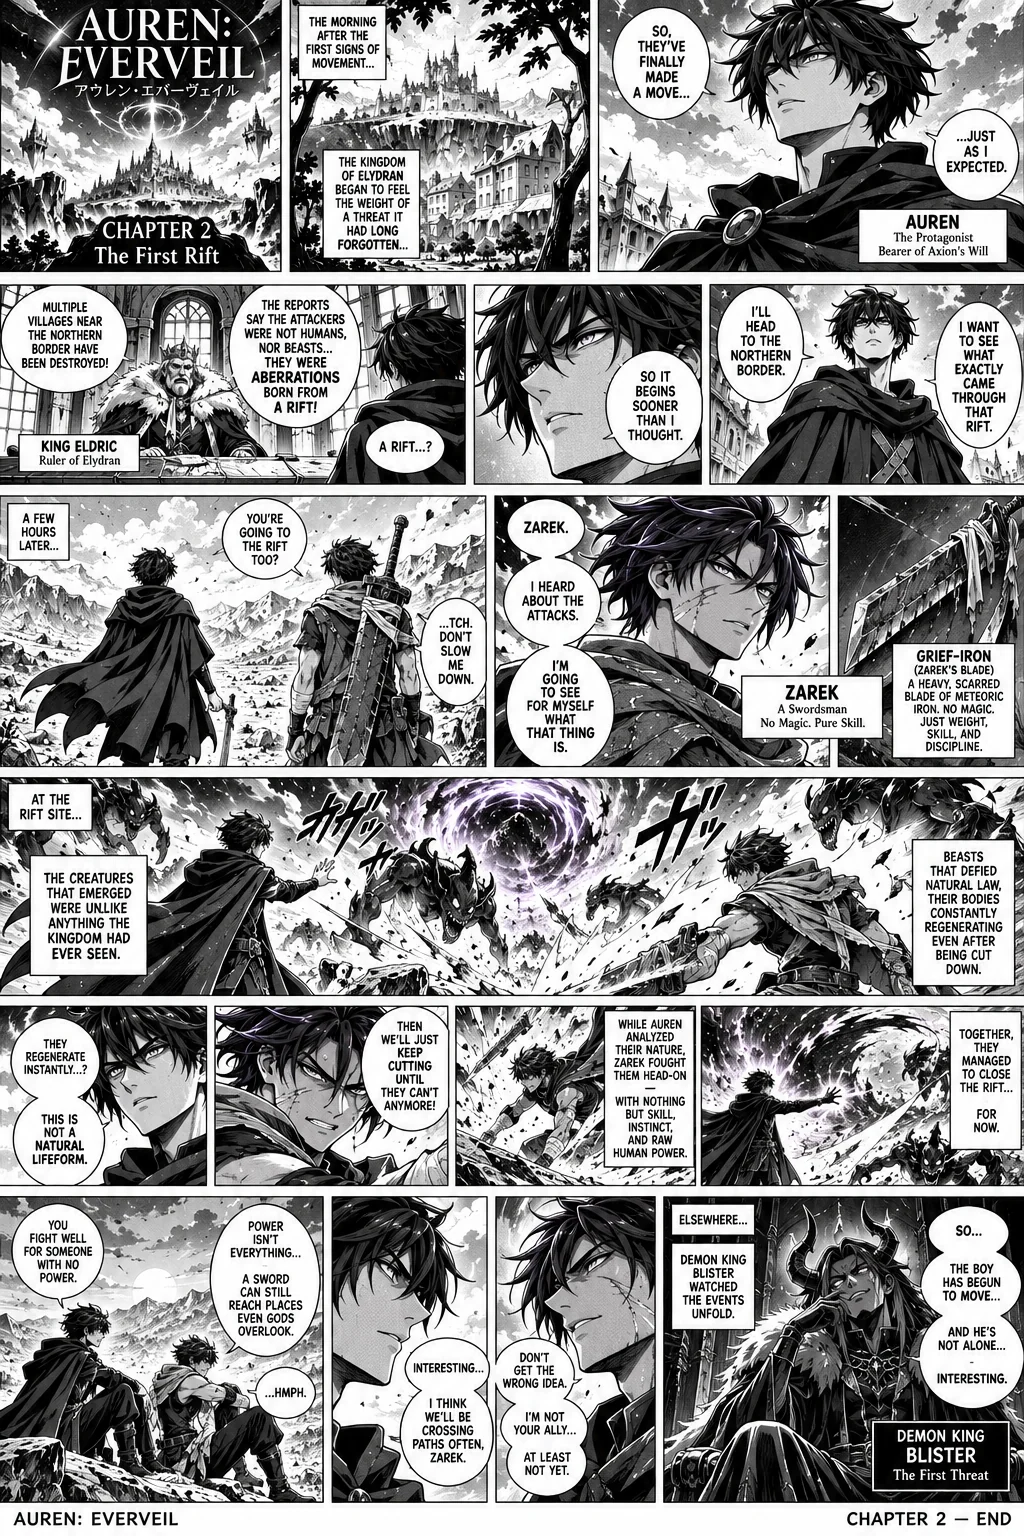 AUREN:
EVERVEIL
アウレン・エバーヴェイル
CHAPTER 2
The First Rift
THE MORNING
AFTER THE
FIRST SIGNS OF
MOVEMENT...
THE KINGDOM
OF ELYDRAN
BEGAN TO FEEL
THE WEIGHT OF
A THREAT IT
HAD LONG
FORGOTTEN...
SO,
THEY'VE
FINALLY
MADE
A MOVE...
...JUST
AS I
EXPECTED.
AUREN
The Protagonist
Bearer of Axion's Will
MULTIPLE
VILLAGES NEAR
THE NORTHERN
BORDER HAVE
BEEN DESTROYED!
KING ELDRIC
Ruler of Elydran
THE REPORTS
SAY THE ATTACKERS
WERE NOT HUMANS,
NOR BEASTS...
THEY WERE
ABERRATIONS
BORN FROM
A RIFT!
A RIFT...?
SO IT
BEGINS
SOONER
THAN I
THOUGHT.
I'LL
HEAD
TO THE
NORTHERN
BORDER.
I WANT
TO SEE
WHAT
EXACTLY
CAME
THROUGH
THAT
RIFT.
A FEW
HOURS
LATER...
YOU'RE
GOING TO
THE RIFT
TOO?
...TCH.
DON'T
SLOW
ME
DOWN.
ZAREK.
I HEARD
ABOUT THE
ATTACKS.
I'M
GOING
TO SEE
FOR MYSELF
WHAT
THAT THING
IS.
ZAREK
A Swordsman
No Magic. Pure Skill.
GRIEF-IRON
(ZAREK'S BLADE)
A HEAVY, SCARRED
BLADE OF METEORIC
IRON. NO MAGIC.
JUST WEIGHT,
SKILL, AND
DISCIPLINE.
AT THE
RIFT SITE...
THE CREATURES
THAT EMERGED
WERE UNLIKE
ANYTHING THE
KINGDOM HAD
EVER SEEN.
ガガッ
ガッ
BEASTS
THAT DEFIED
NATURAL LAW,
THEIR BODIES
CONSTANTLY
REGENERATING
EVEN AFTER
BEING CUT
DOWN.
THEY
REGENERATE
INSTANTLY...?
THIS IS
NOT A
NATURAL
LIFEFORM.
THEN
WE'LL JUST
KEEP
CUTTING
UNTIL
THEY CAN'T
ANYMORE!
WHILE AUREN
ANALYZED
THEIR NATURE,
ZAREK FOUGHT
THEM HEAD-ON
—
WITH NOTHING
BUT SKILL,
INSTINCT,
AND RAW
HUMAN POWER.
TOGETHER,
THEY
MANAGED
TO CLOSE
THE RIFT...
FOR
NOW.
YOU
FIGHT WELL
FOR SOMEONE
WITH NO
POWER.
POWER
ISN'T
EVERYTHING...
A SWORD
CAN STILL
REACH PLACES
EVEN GODS
OVERLOOK.
...HMPH.
INTERESTING...
I THINK
WE'LL BE
CROSSING
PATHS OFTEN,
ZAREK.
DON'T
GET THE
WRONG IDEA.
I'M NOT
YOUR ALLY...
AT LEAST
NOT YET.
ELSEWHERE...
DEMON KING
BLISTER
WATCHED
THE EVENTS
UNFOLD.
SO...
THE BOY
HAS BEGUN
TO MOVE...
AND HE'S
NOT ALONE...
-
INTERESTING.
DEMON KING
BLISTER
The First Threat
AUREN: EVERVEIL
CHAPTER 2 — END